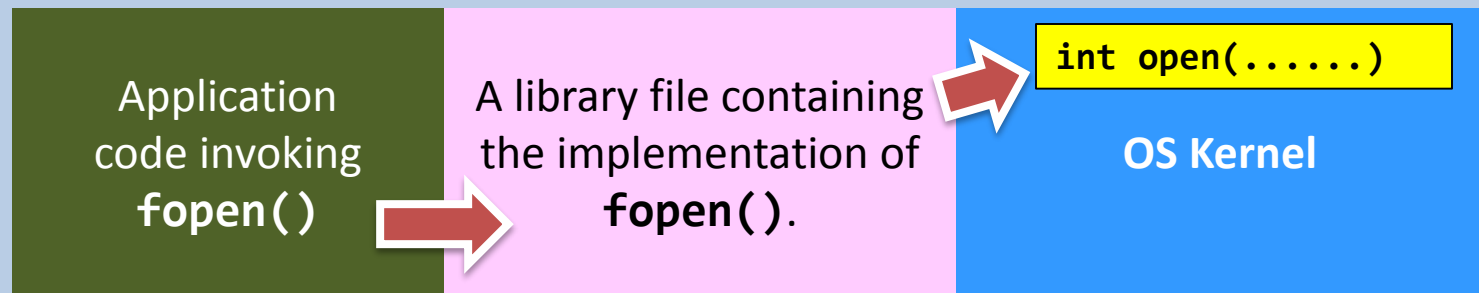 Application
code invoking
fopen()
A library file containing
the implementation of
fopen().
int open(......)
OS Kernel